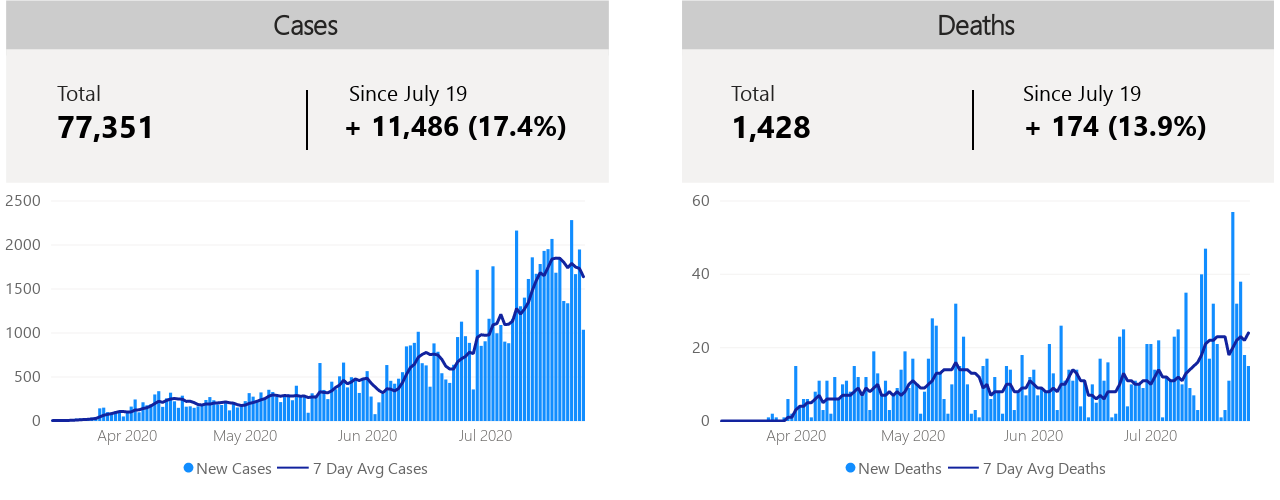 Cases
Total
Since July 19
77,351
+ 11,486 (17.4%)
2500
2000
1500
1000
500
0
Apr 2020
May 2020
Jun 2020
Jul 2020
New Cases
7 Day Avg Cases
Deaths
Total
Since July 19
1,428
+ 174 (13.9%)
60
40
20
0
Apr 2020
May 2020
Jun 2020
Jul 2020
New Deaths
7 Day Avg Deaths